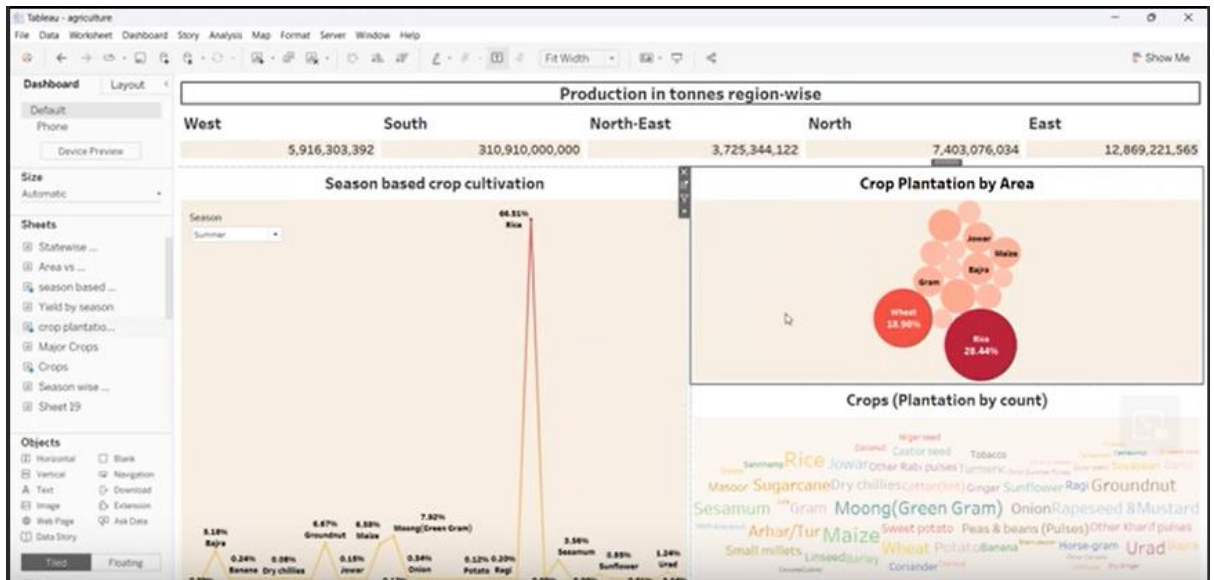 Tableau - agriculture
File Data Worksheet Dashboard Story Analysis Map Format Server Window Help
Fit Width
Show Me
Dashboard Layout
Default
Phone
Device Preview
Size
Automatic
Sheets
Statewise ...
Area vs ...
season based ...
Yield by season
crop plantatio...
Major Crops
Crops
Season wise ...
Sheet 19
Objects
Horizontal Blank
Vertical Navigation
A Text Download
Image Extension
Web Page Ask Data
Data Story
Tiled Floating
Production in tonnes region-wise
West South North-East North East
5,916,303,392 310,910,000,000 3,725,344,122 7,403,076,034 12,869,221,565
Season based crop cultivation
Season
Summer
66.51%
Rice
5.18%
Bajra
0.24%
Banana
0.08%
Dry chillies
6.67%
Groundnut
0.15%
Jowar
6.58%
Maize
7.92%
Moong(Green Gram)
0.36%
Onion
0.12%
Potato
0.20%
Ragi
3.56%
Sesamum
0.85%
Sunflower
1.24%
Urad
Crop Plantation by Area
Jowar
Maize
Bajra
Gram
Wheat
18.98%
Rice
28.44%
Crops (Plantation by count)
Niger seed
Coconut Castor seed Tobacco
Sannhamp Rice Jowar Other Rabi pulses Turmeric Soyabean Garlic
Masoor Sugarcane Dry chillies Cotton(lint) Ginger Sunflower Ragi Groundnut
Sesamum Gram Moong(Green Gram) Onion Rapeseed &Mustard
Arhar/Tur Maize Sweet potato Peas & beans (Pulses) Other Kharif pulses
Small millets Linseed Barley Wheat Potato Banana Horse-gram Urad Bajra
Coriander